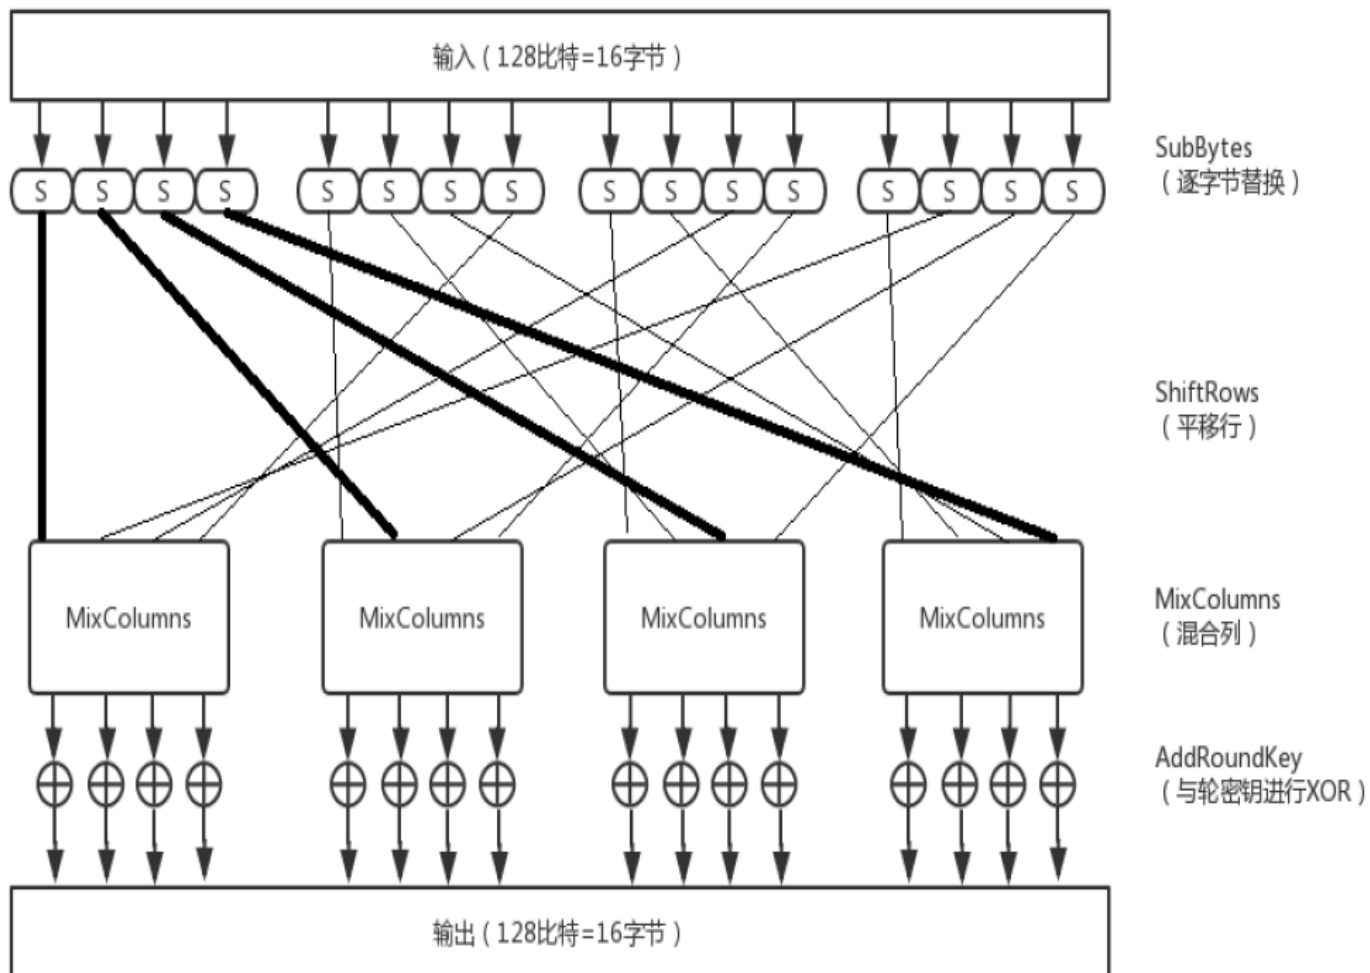 输入（128比特=16字节）
S S S S S S S S S S S S S S S S
SubBytes
（逐字节替换）
ShiftRows
（平移行）
MixColumns MixColumns MixColumns MixColumns
MixColumns
（混合列）
AddRoundKey
（与轮密钥进行XOR）
输出（128比特=16字节）